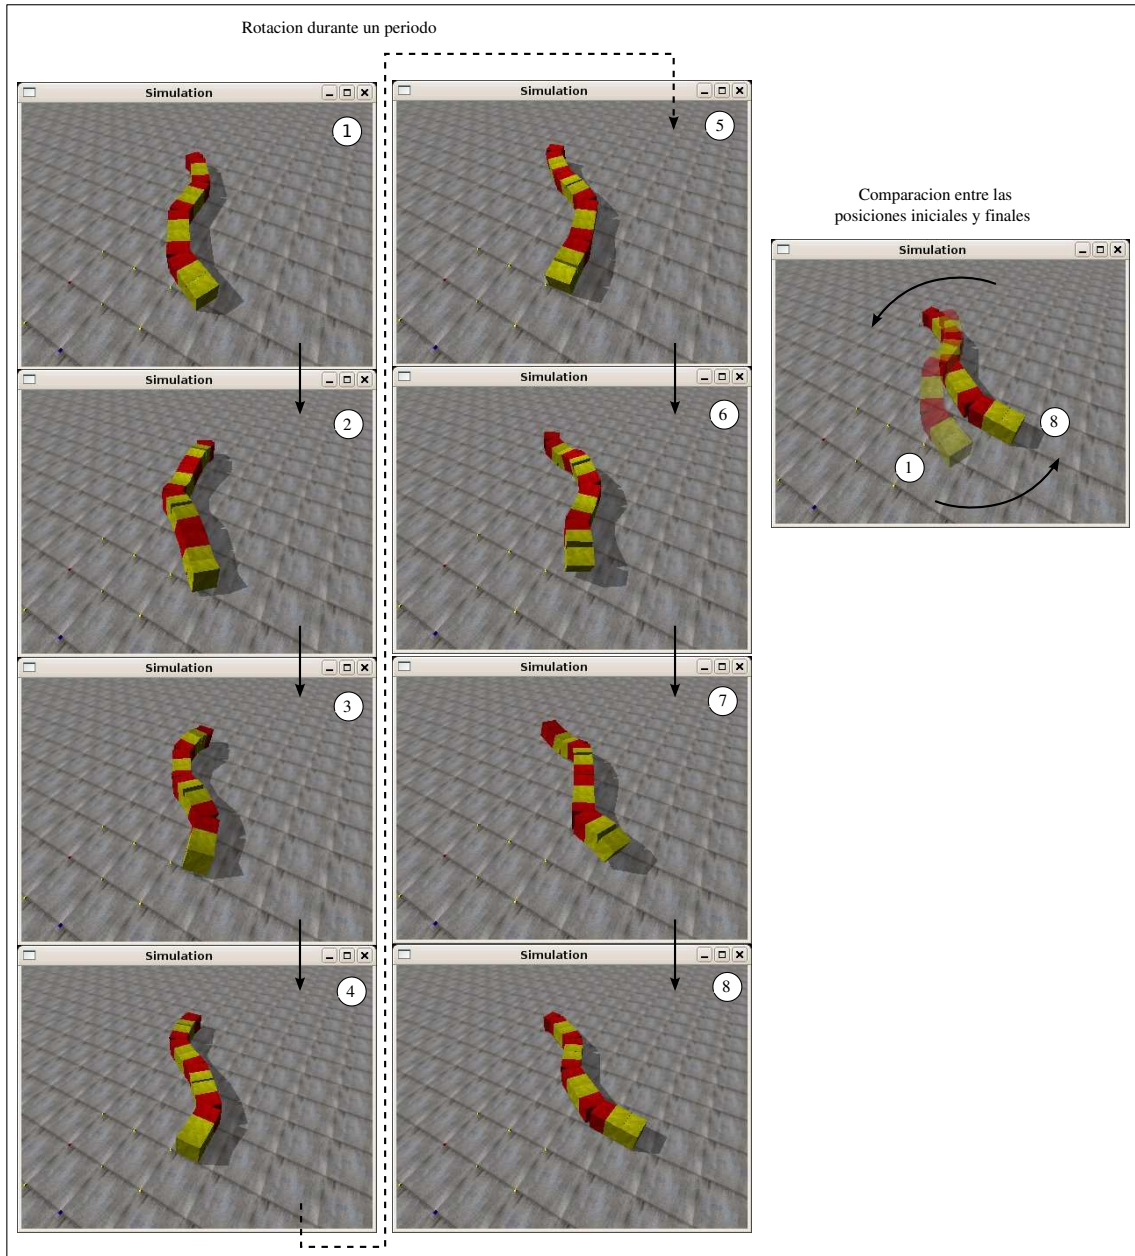 Rotacion durante un periodo
Simulation
1
Simulation
2
Simulation
3
Simulation
4
Simulation
5
Simulation
6
Simulation
7
Simulation
8
Comparacion entre las
posiciones iniciales y finales
Simulation
8
1